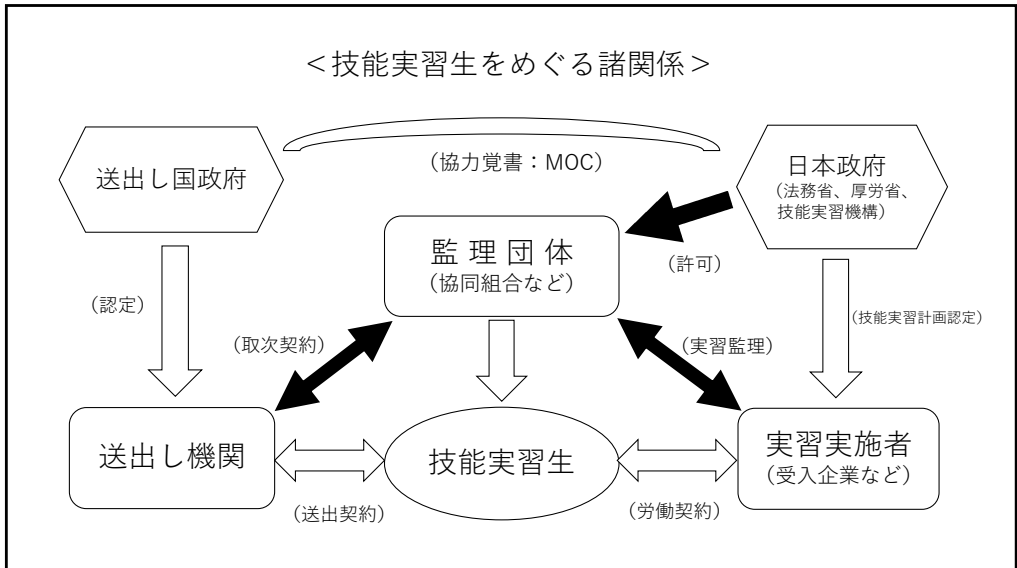 ＜技能実習生をめぐる諸関係＞
送出し国政府
（協力覚書：MOC）
日本政府
（法務省、厚労省、
技能実習機構）
監 理 団 体
（協同組合など）
（許可）
（認定）
（取次契約）
（実習監理）
（技能実習計画認定）
送出し機関
技能実習生
実習実施者
（受入企業など）
（送出契約）
（労働契約）